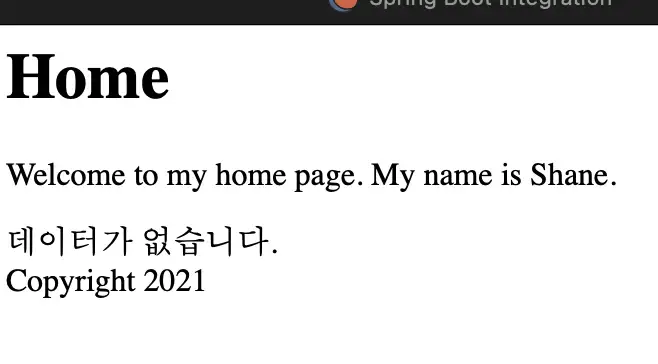 Spring Boot Integration
Home
Welcome to my home page. My name is Shane.
데이터가 없습니다.
Copyright 2021